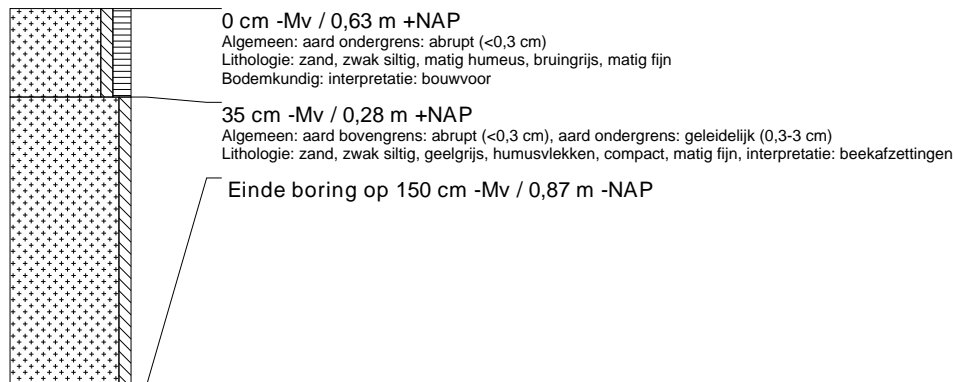 0 cm -Mv / 0,63 m +NAP
Algemeen: aard ondergrens: abrupt (<0,3 cm)
Lithologie: zand, zwak siltig, matig humeus, bruingrijs, matig fijn
Bodemkundig: interpretatie: bouwvoor
35 cm -Mv / 0,28 m +NAP
Algemeen: aard bovengrens: abrupt (<0,3 cm), aard ondergrens: geleidelijk (0,3-3 cm)
Lithologie: zand, zwak siltig, geelgrijs, humusvlekken, compact, matig fijn, interpretatie: beekafzettingen
Einde boring op 150 cm -Mv / 0,87 m -NAP